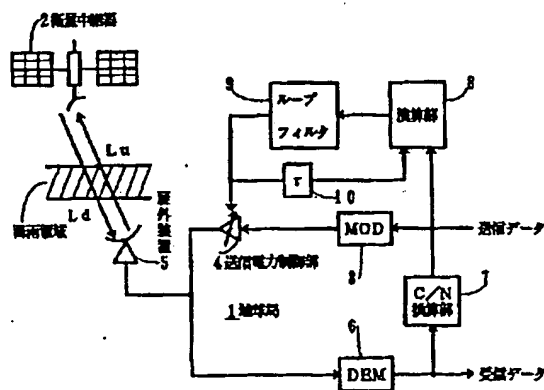 2衛星中継器
9
ループ
フィルタ
8
演算部
Lu
Ld
降雨領域
屋外装置
5
τ
10
4送信電力制御部
MOD
3
送信データ
1地球局
C/N
演算部
7
6
DEM
受信データ